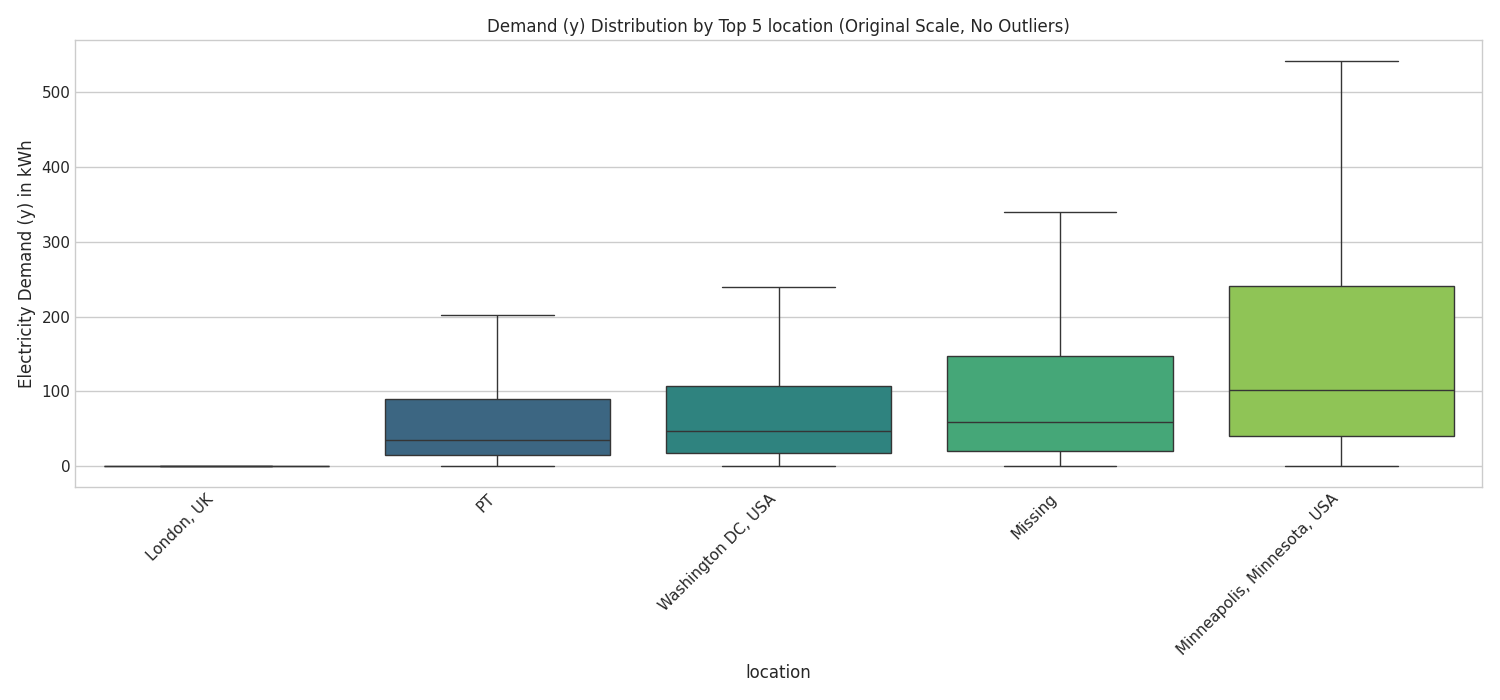 Demand (y) Distribution by Top 5 location (Original Scale, No Outliers)
Electricity Demand (y) in kWh
500
400
300
200
100
0
London, UK
PT
Washington DC, USA
Missing
Minneapolis, Minnesota, USA
location